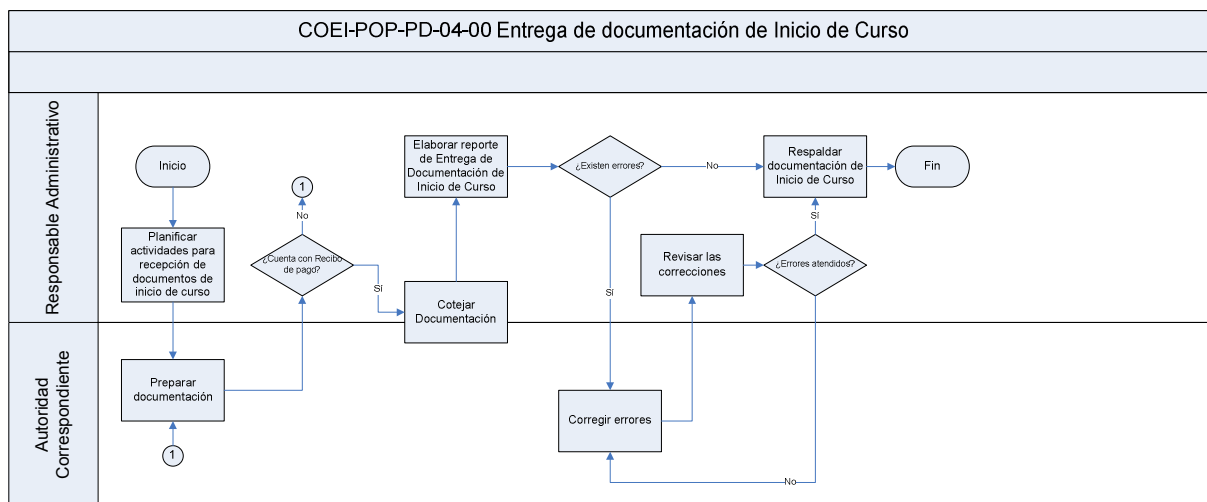 COEI-POP-PD-04-00 Entrega de documentación de Inicio de Curso
Responsable Administrativo
Inicio
Planificar
actividades para
recepción de
documentos de
inicio de curso
1
No
¿Cuenta con Recibo
de pago?
Sí
Elaborar reporte
de Entrega de
Documentación de
Inicio de Curso
Cotejar
Documentación
¿Existen errores?
No
Sí
Revisar las
correcciones
Respaldar
documentación de
Inicio de Curso
Sí
¿Errores atendidos?
Fin
Autoridad
Correspondiente
Preparar
documentación
1
Corregir errores
No